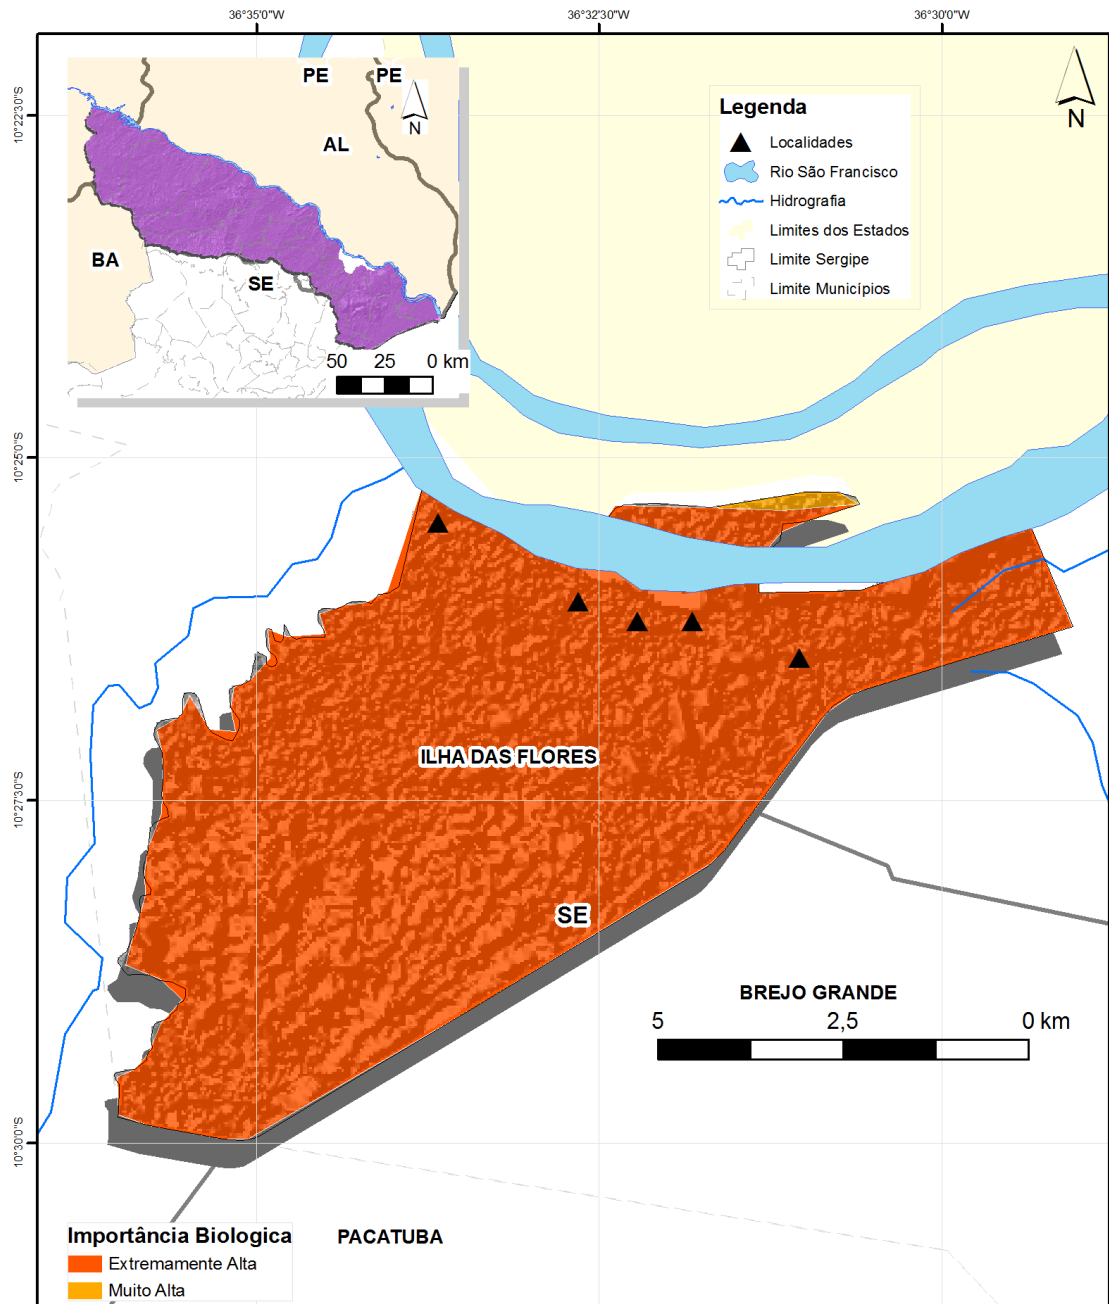 36°35'0"W
36°32'30"W
36°30'0"W
10°22'30"S
10°25'0"S
10°27'30"S
10°30'0"S
PE
PE
AL
N
BA
SE
50 25 0 km
N
Legenda
Localidades
Rio São Francisco
Hidrografia
Limites dos Estados
Limite Sergipe
Limite Municípios
ILHA DAS FLORES
SE
BREJO GRANDE
5 2,5 0 km
PACATUBA
Importância Biologica
Extremamente Alta
Muito Alta